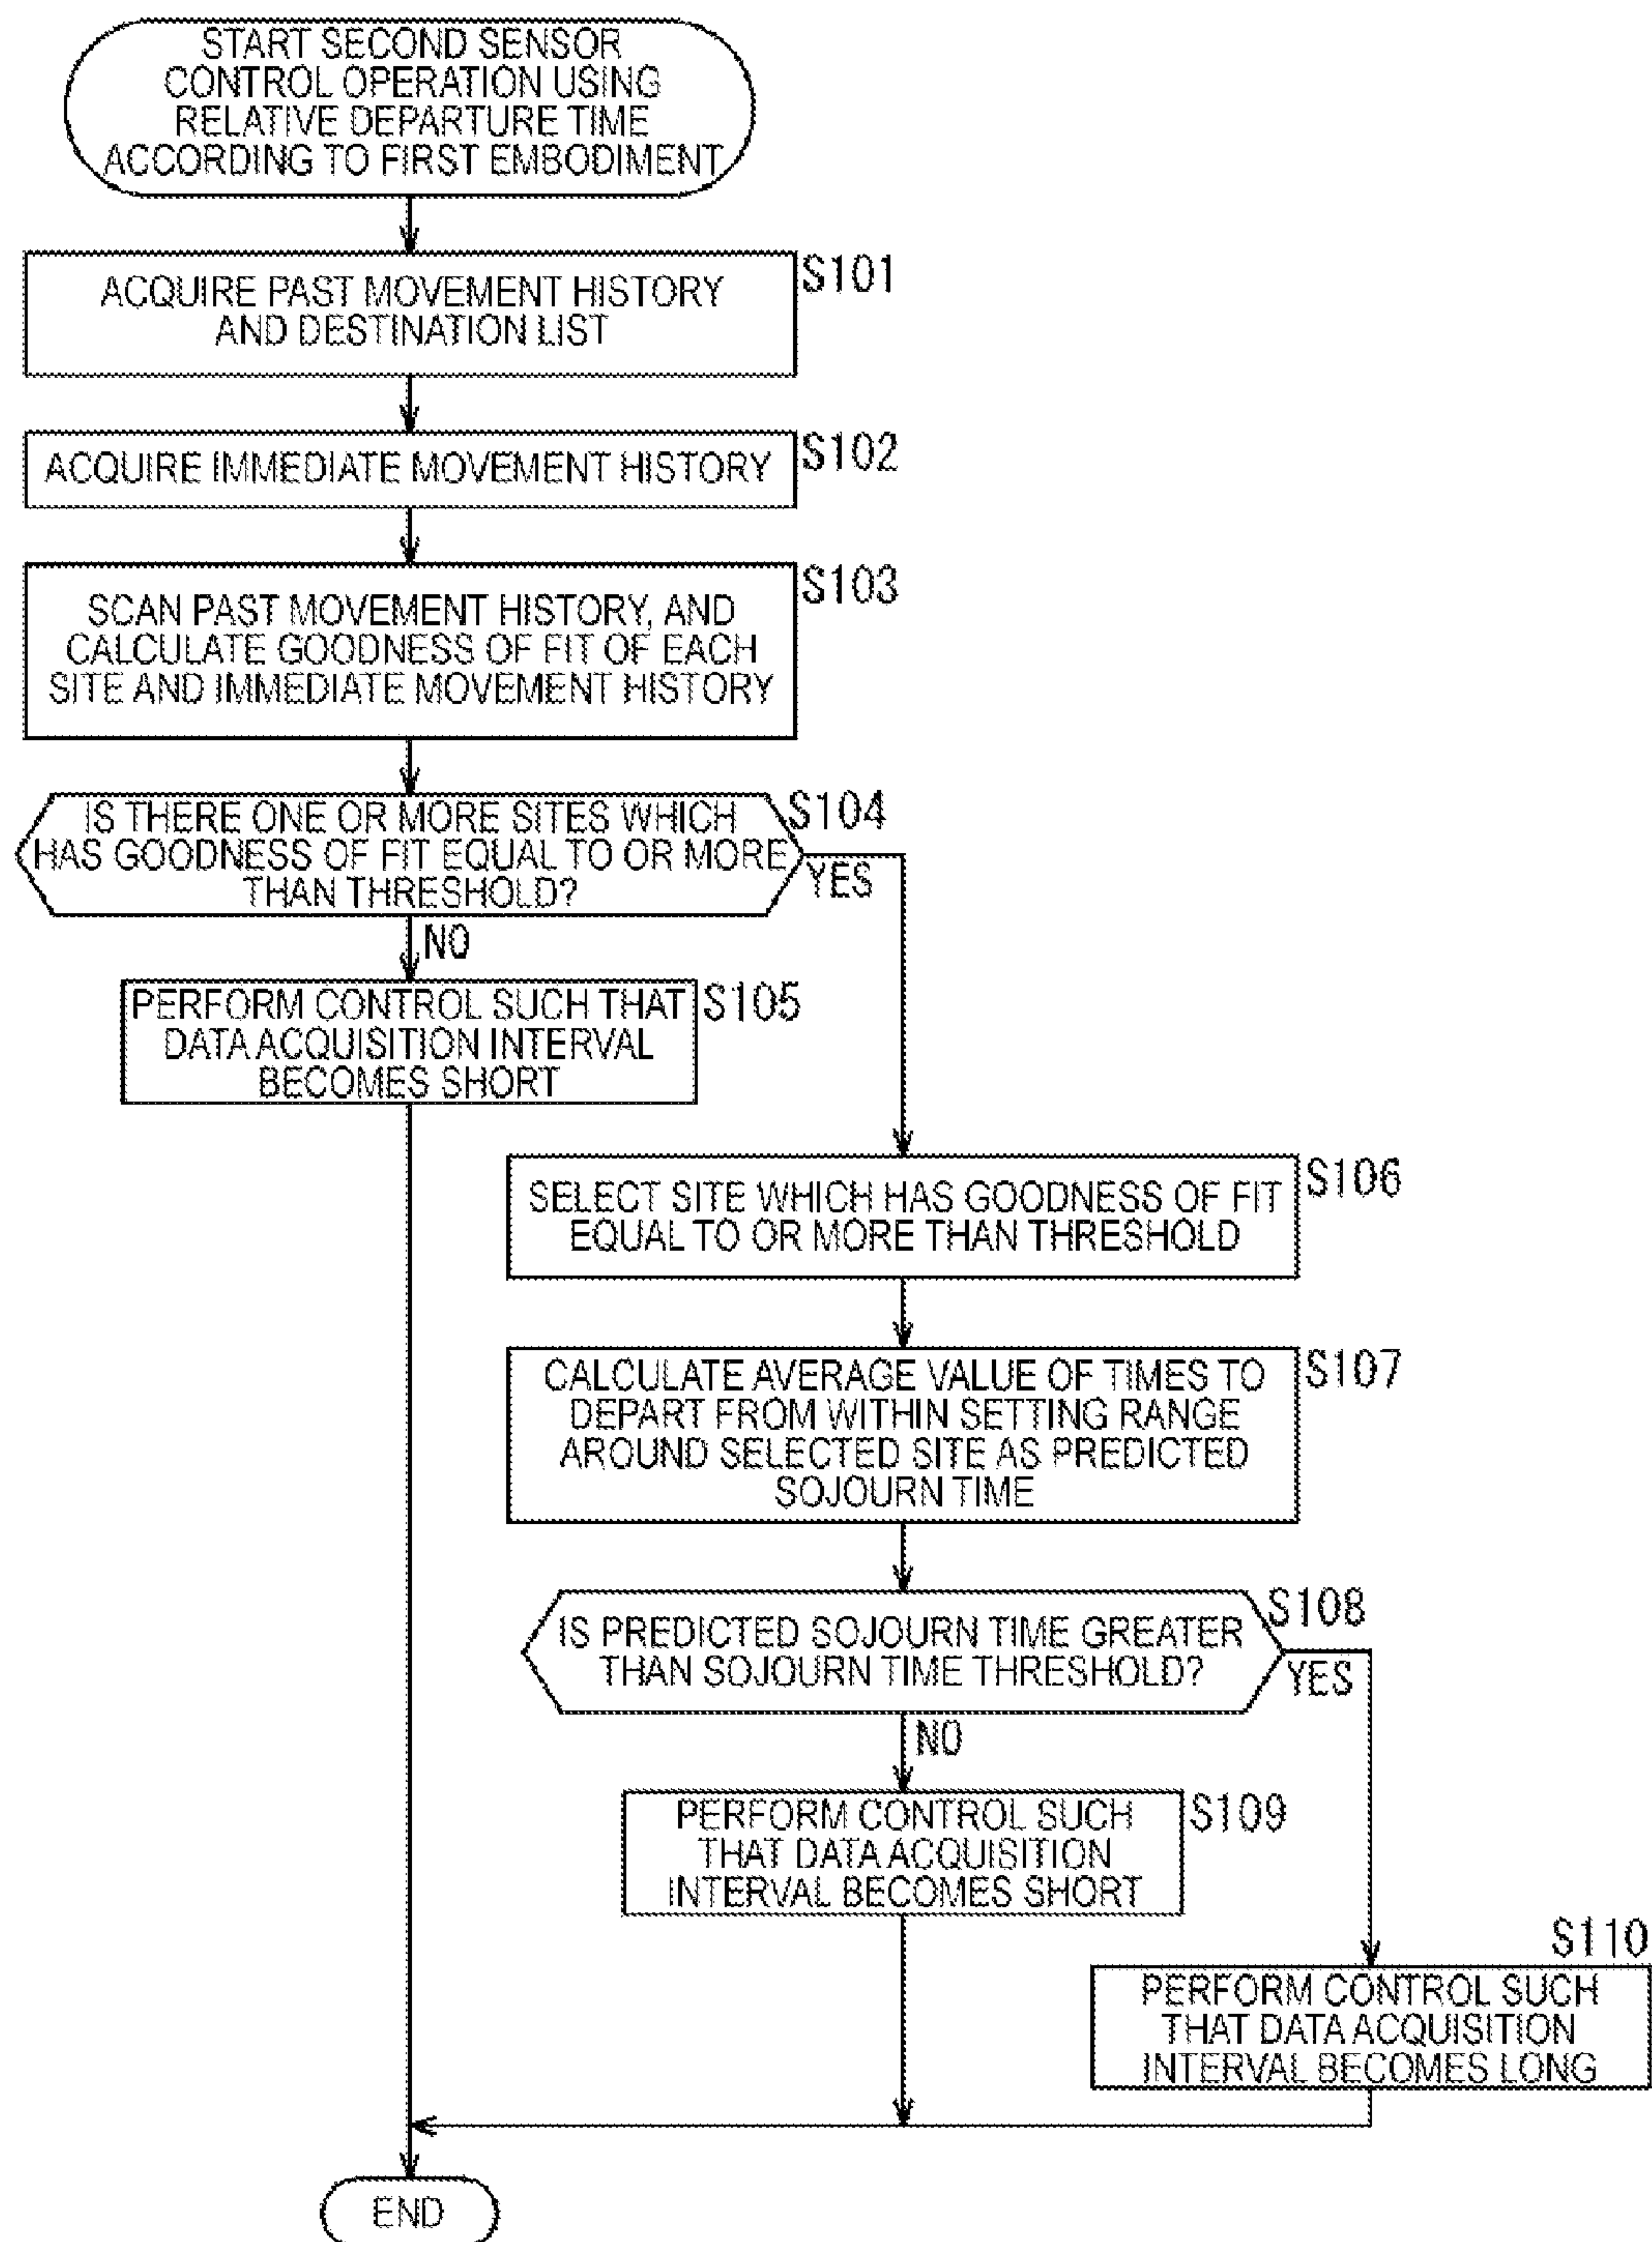 START SECOND SENSOR
CONTROL OPERATION USING
RELATIVE DEPARTURE TIME
ACCORDING TO FIRST EMBODIMENT
S101
ACQUIRE PAST MOVEMENT HISTORY
AND DESTINATION LIST
S102
ACQUIRE IMMEDIATE MOVEMENT HISTORY
S103
SCAN PAST MOVEMENT HISTORY, AND
CALCULATE GOODNESS OF FIT OF EACH
SITE AND IMMEDIATE MOVEMENT HISTORY
S104
IS THERE ONE OR MORE SITES WHICH
HAS GOODNESS OF FIT EQUAL TO OR MORE
THAN THRESHOLD?
YES
NO
S105
PERFORM CONTROL SUCH THAT
DATA ACQUISITION INTERVAL
BECOMES SHORT
S106
SELECT SITE WHICH HAS GOODNESS OF FIT
EQUAL TO OR MORE THAN THRESHOLD
S107
CALCULATE AVERAGE VALUE OF TIMES TO
DEPART FROM WITHIN SETTING RANGE
AROUND SELECTED SITE AS PREDICTED
SOJOURN TIME
S108
IS PREDICTED SOJOURN TIME GREATER
THAN SOJOURN TIME THRESHOLD?
YES
NO
S109
PERFORM CONTROL SUCH
THAT DATA ACQUISITION
INTERVAL BECOMES SHORT
S110
PERFORM CONTROL SUCH
THAT DATA ACQUISITION
INTERVAL BECOMES LONG
END